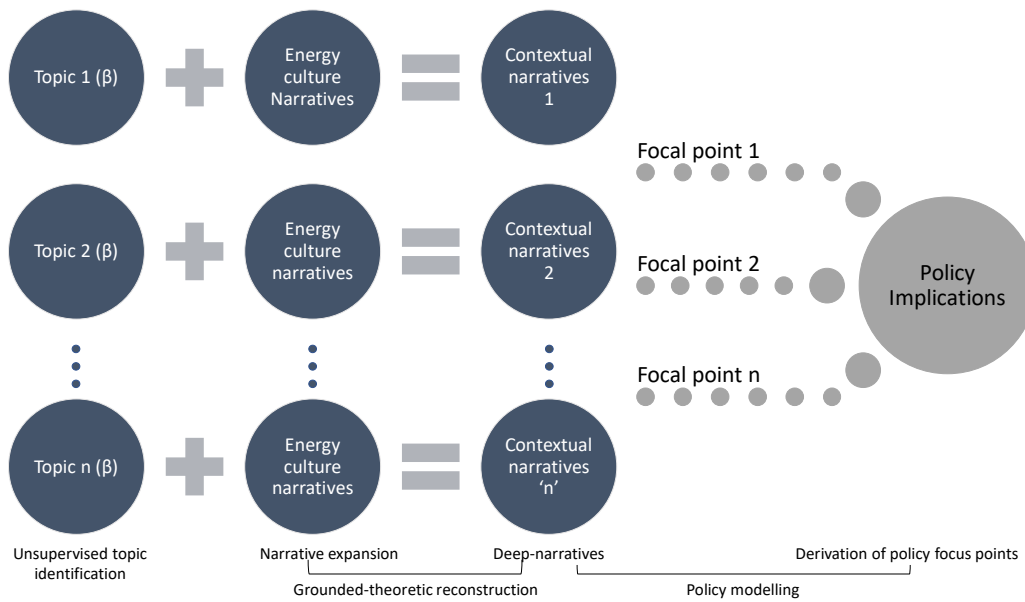 Topic 1 (β)
Energy
culture
Narratives
Contextual
narratives
1
Focal point 1
Topic 2 (β)
Energy
culture
narratives
Contextual
narratives
2
Focal point 2
Policy
Implications
Focal point n
Topic n (β)
Energy
culture
narratives
Contextual
narratives
‘n’
Unsupervised topic
identification
Narrative expansion
Deep-narratives
Derivation of policy focus points
Grounded-theoretic reconstruction
Policy modelling